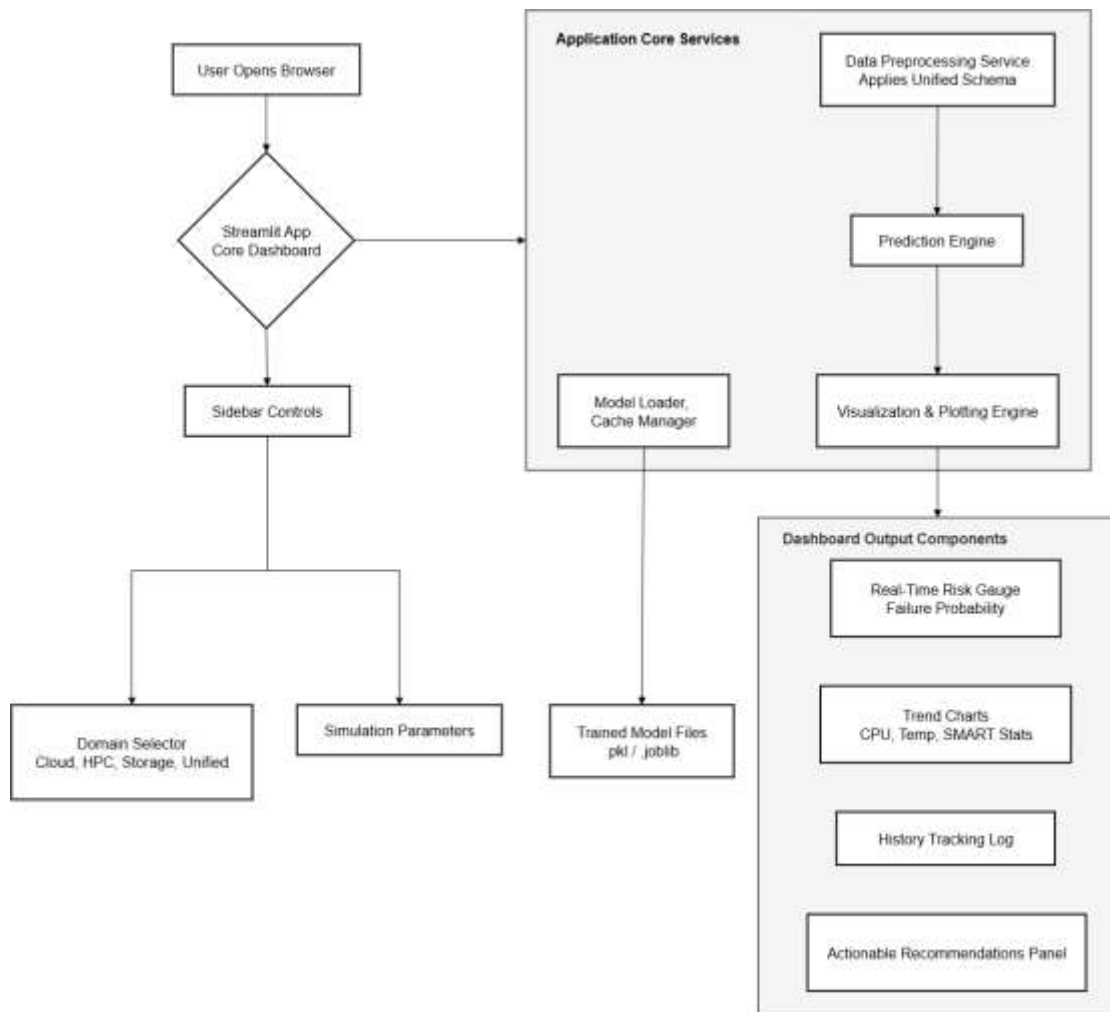 User Opens Browser
Streamlit App
Core Dashboard
Sidebar Controls
Domain Selector
Cloud, HPC, Storage, Unified
Simulation Parameters
Application Core Services
Data Preprocessing Service
Applies Unified Schema
Prediction Engine
Model Loader,
Cache Manager
Visualization & Plotting Engine
Trained Model Files
pkl / .joblib
Dashboard Output Components
Real-Time Risk Gauge
Failure Probability
Trend Charts
CPU, Temp, SMART Stats
History Tracking Log
Actionable Recommendations Panel